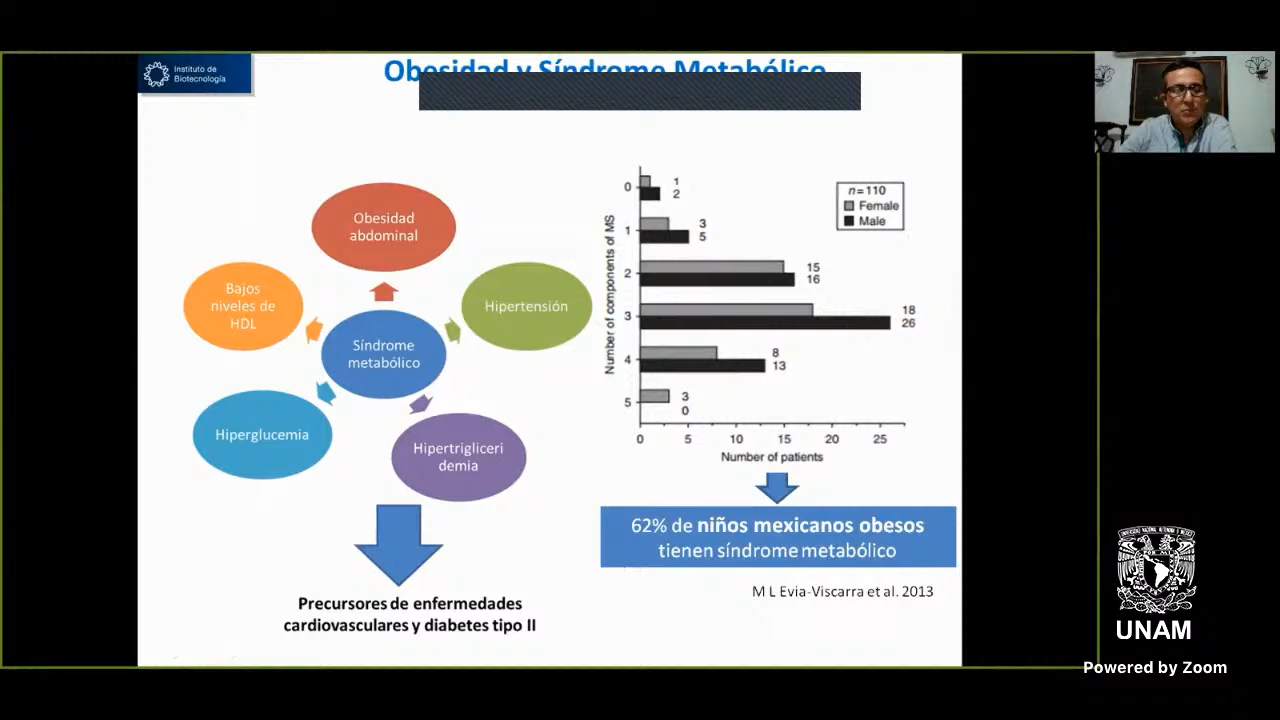 Instituto de
Biotecnología
Obesidad y Síndrome Metabólico
Obesidad
abdominal
Bajos
niveles de
HDL
Hipertensión
Síndrome
metabólico
Hiperglucemia
Hipertrigliceri
demia
Precursores de enfermedades
cardiovasculares y diabetes tipo II
Number of components of MS
0
1
2
1
3
5
2
15
16
3
18
26
4
8
13
5
3
0
0 5 10 15 20 25
Number of patients
n=110
Female
Male
62% de niños mexicanos obesos
tienen síndrome metabólico
M L Evia-Viscarra et al. 2013
UNAM
Powered by Zoom